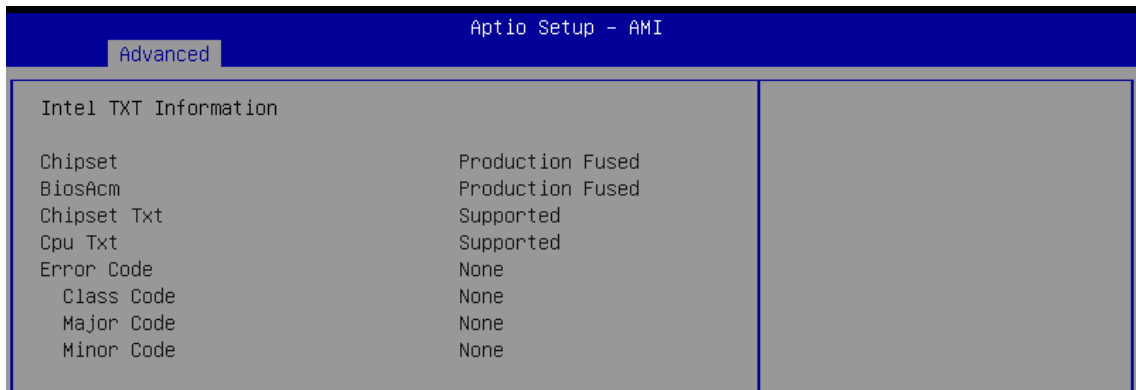 Aptio Setup – AMI
Advanced
Intel TXT Information
Chipset Production Fused
BiosAcm Production Fused
Chipset Txt Supported
Cpu Txt Supported
Error Code None
Class Code None
Major Code None
Minor Code None